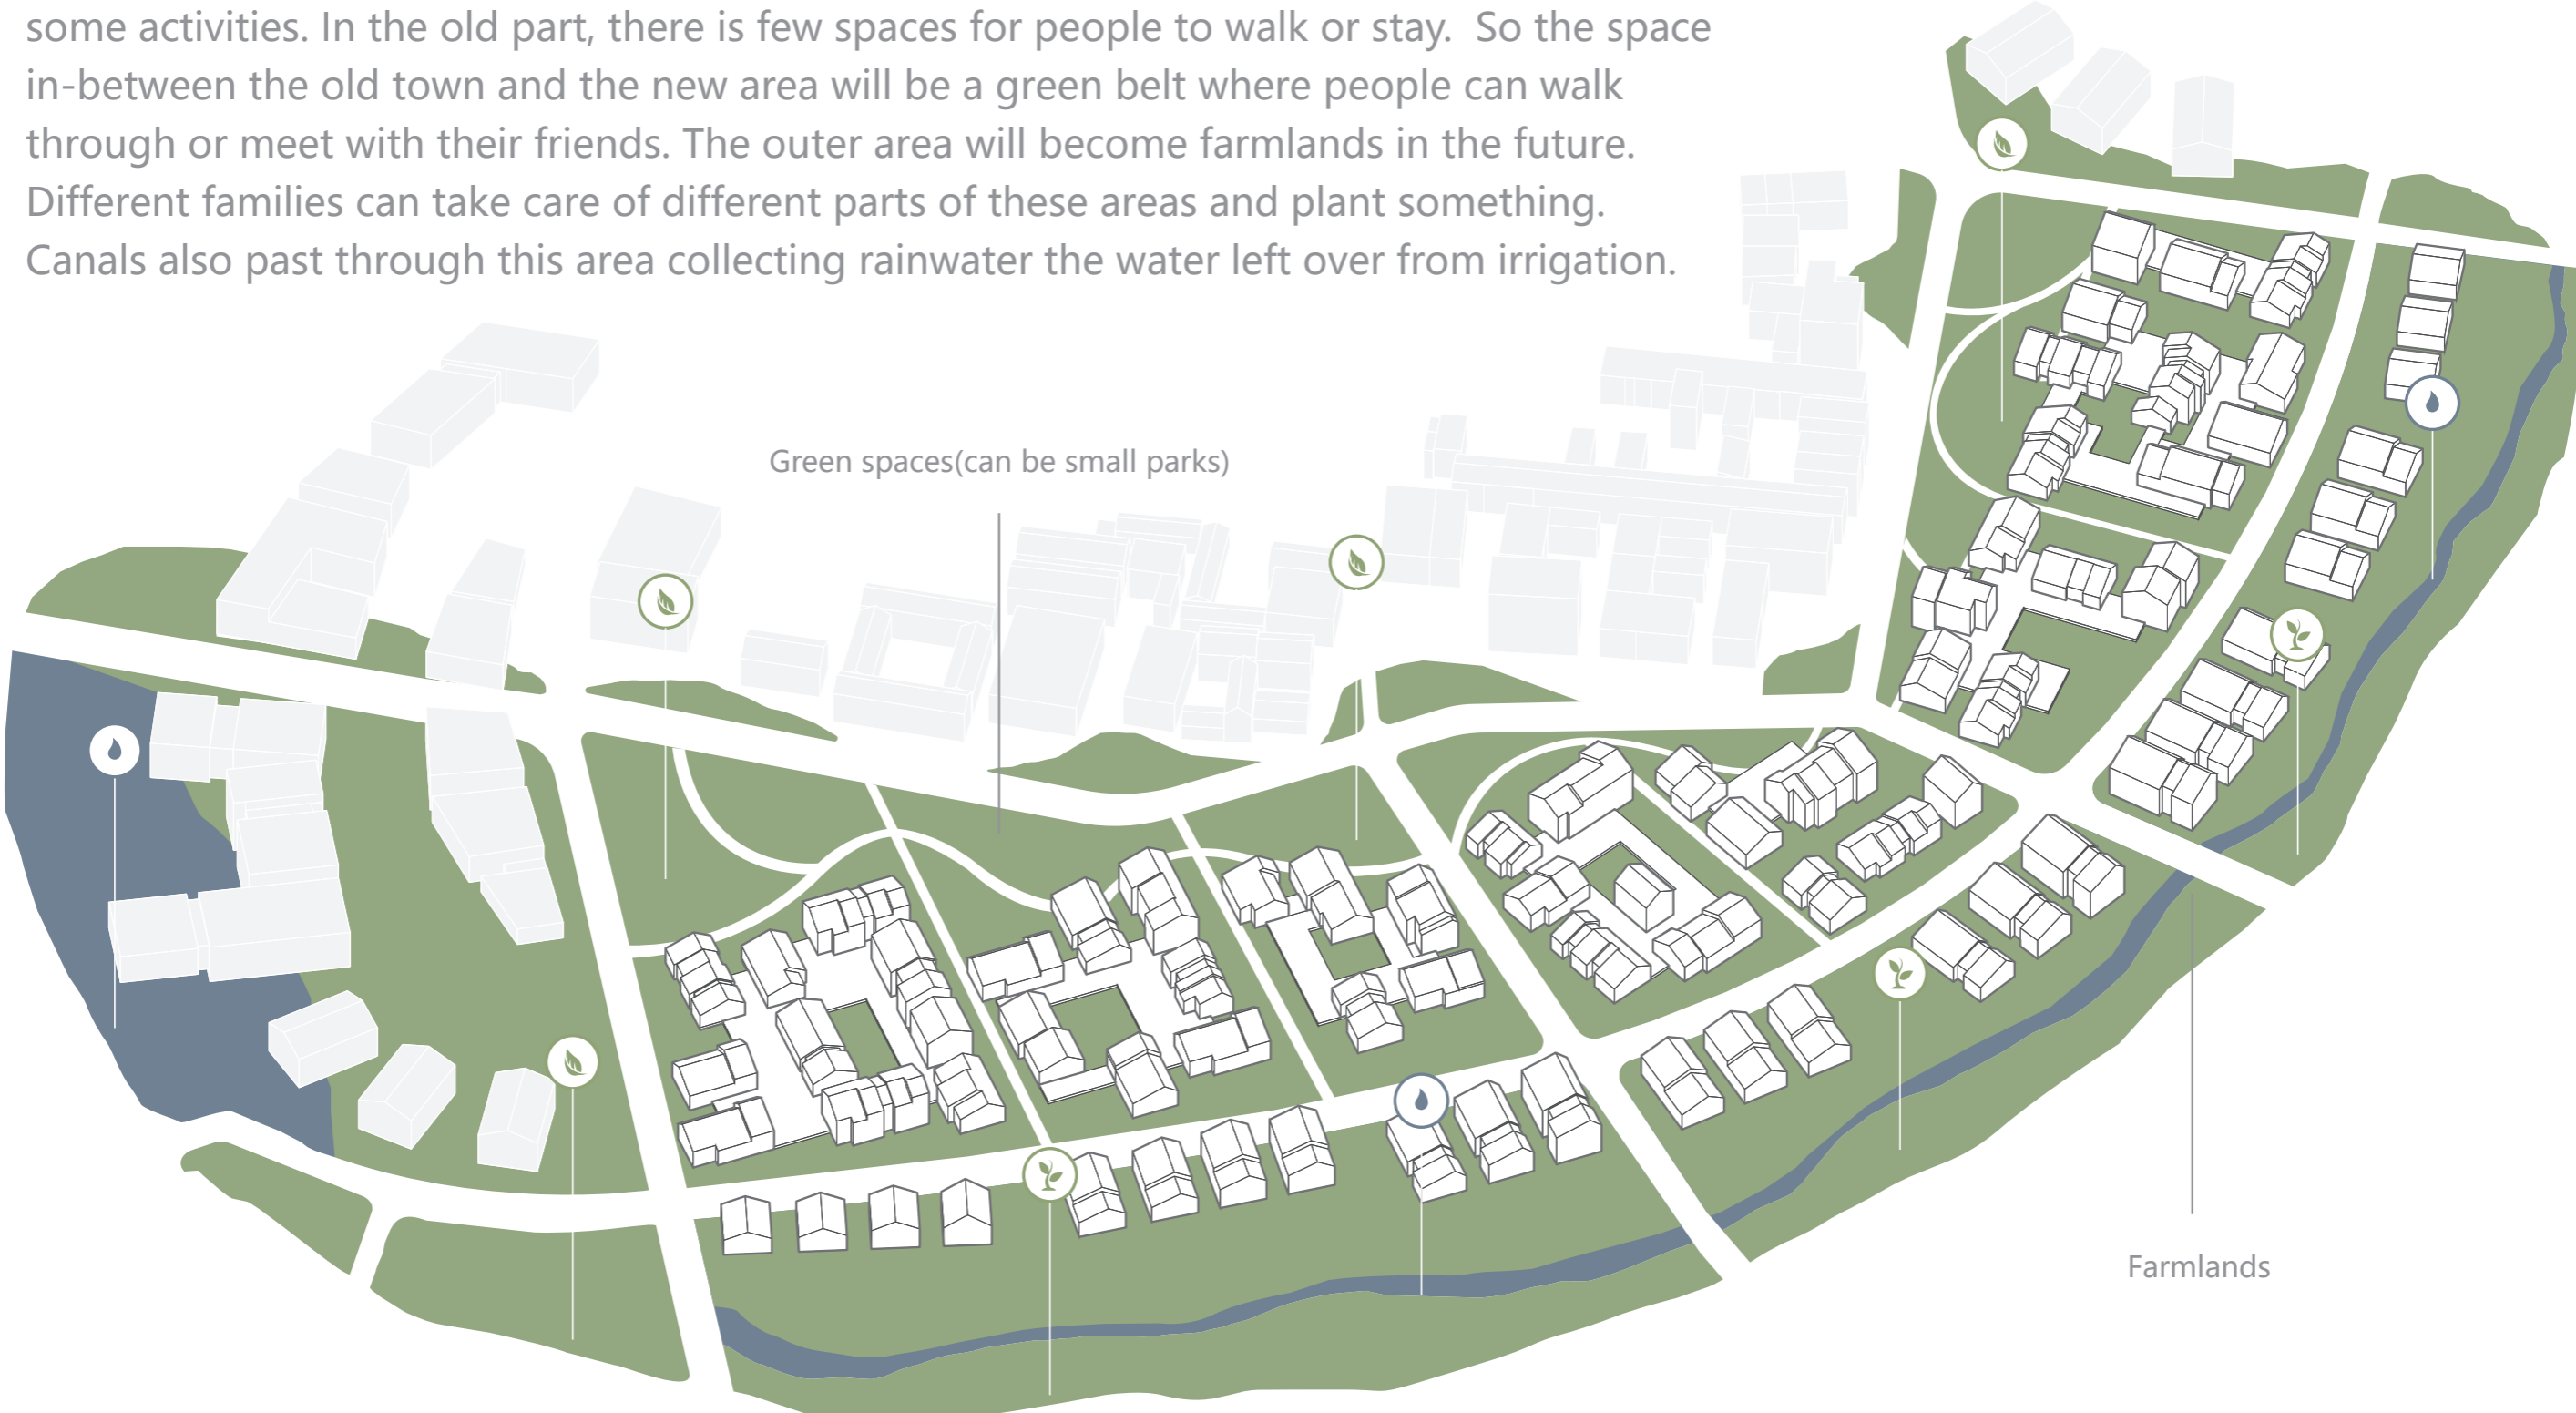 some activities. In the old part, there is few spaces for people to walk or stay.  So the space
in-between the old town and the new area will be a green belt where people can walk
through or meet with their friends. The outer area will become farmlands in the future.
Different families can take care of different parts of these areas and plant something.
Canals also past through this area collecting rainwater the water left over from irrigation.
Green spaces(can be small parks)
Farmlands